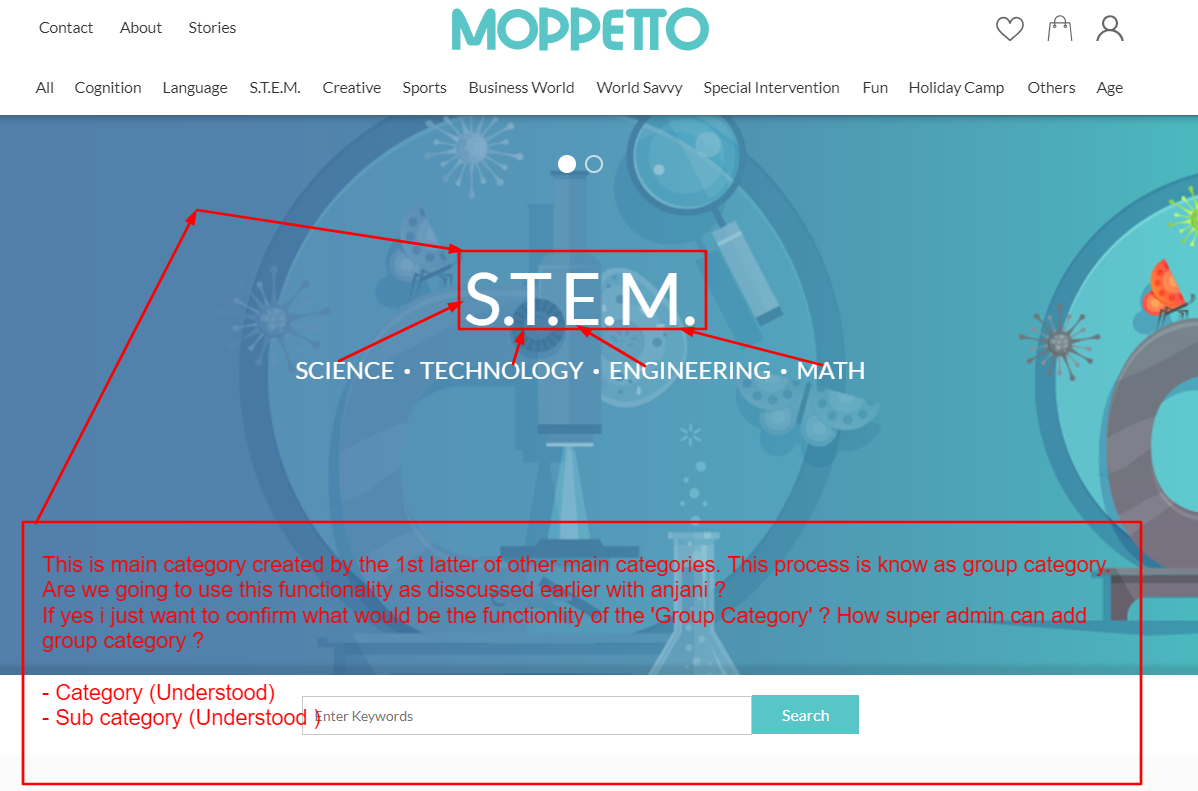 Contact About Stories
MOPPETTO
All Cognition Language S.T.E.M. Creative Sports Business World World Savvy Special Intervention Fun Holiday Camp Others Age
S.T.E.M.
SCIENCE • TECHNOLOGY • ENGINEERING • MATH
This is main category created by the 1st latter of other main categories. This process is know as group category.
Are we going to use this functionality as disscussed earlier with anjani ?
If yes i just want to confirm what would be the functionlity of the 'Group Category' ? How super admin can add
group category ?
- Category (Understood)
- Sub category (Understood )
Enter Keywords Search